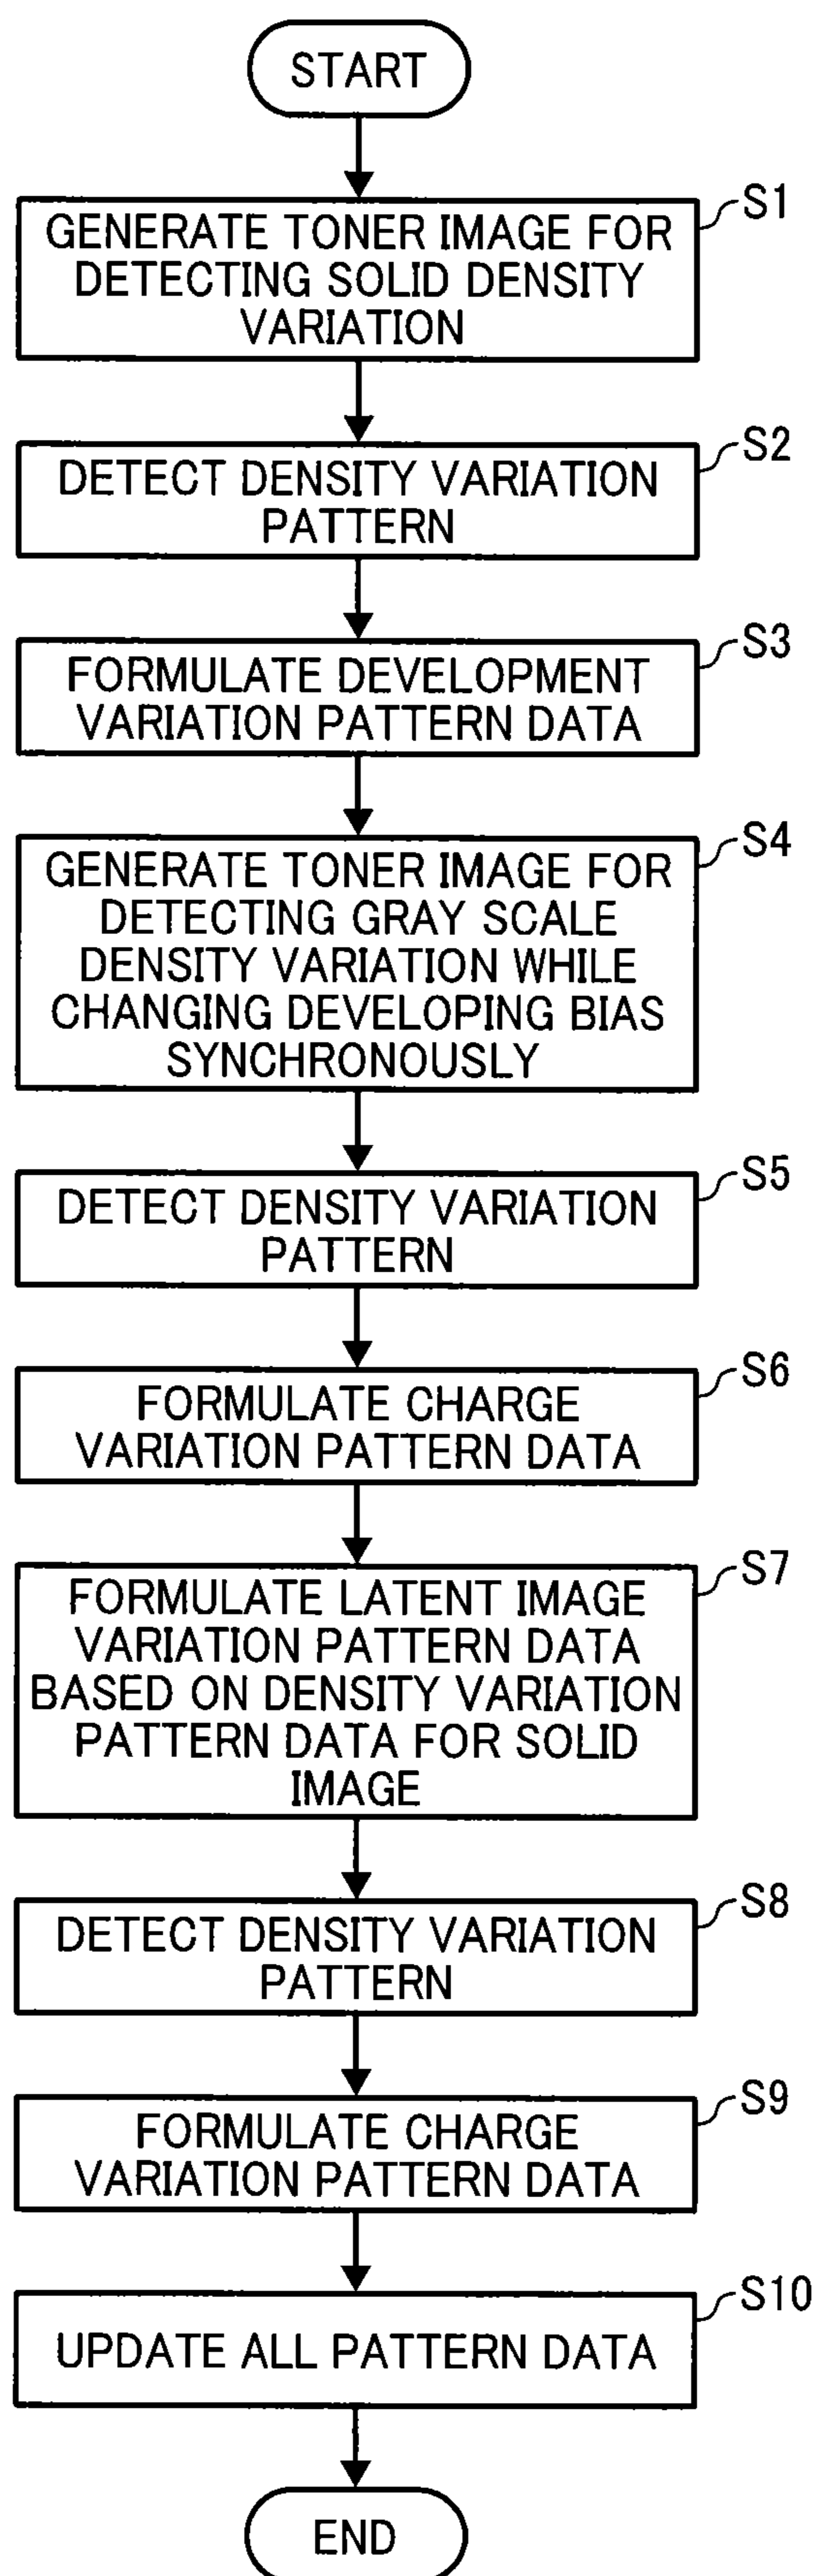 START
S1
GENERATE TONER IMAGE FOR
DETECTING SOLID DENSITY
VARIATION
S2
DETECT DENSITY VARIATION
PATTERN
S3
FORMULATE DEVELOPMENT
VARIATION PATTERN DATA
S4
GENERATE TONER IMAGE FOR
DETECTING GRAY SCALE
DENSITY VARIATION WHILE
CHANGING DEVELOPING BIAS
SYNCHRONOUSLY
S5
DETECT DENSITY VARIATION
PATTERN
S6
FORMULATE CHARGE
VARIATION PATTERN DATA
S7
FORMULATE LATENT IMAGE
VARIATION PATTERN DATA
BASED ON DENSITY VARIATION
PATTERN DATA FOR SOLID
IMAGE
S8
DETECT DENSITY VARIATION
PATTERN
S9
FORMULATE CHARGE
VARIATION PATTERN DATA
S10
UPDATE ALL PATTERN DATA
END